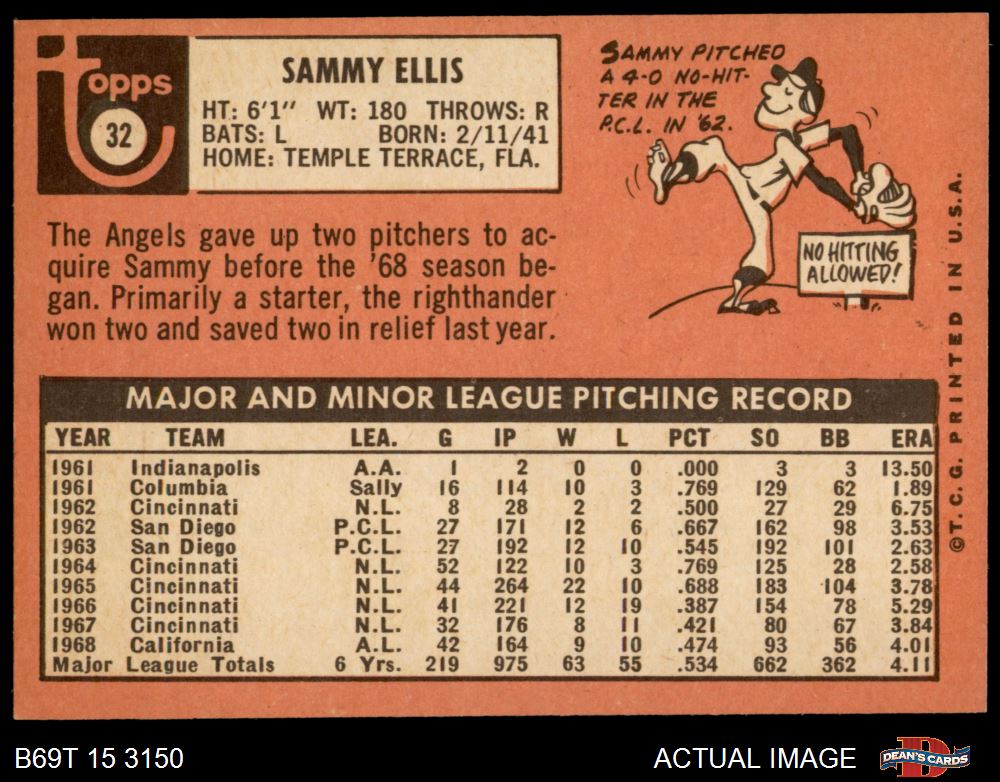 topps
32
SAMMY ELLIS
HT: 6'1" WT: 180 THROWS: R
BATS: L BORN: 2/11/41
HOME: TEMPLE TERRACE, FLA.
SAMMY PITCHED
A 4-0 NO-HIT-
TER IN THE
P.C.L. IN '62.
NO HITTING
ALLOWED!
The Angels gave up two pitchers to ac-
quire Sammy before the '68 season be-
gan. Primarily a starter, the righthander
won two and saved two in relief last year.
MAJOR AND MINOR LEAGUE PITCHING RECORD
YEAR TEAM LEA. G IP W L PCT SO BB ERA
1961 Indianapolis A.A. 1 2 0 0 .000 3 3 13.50
1961 Columbia Sally 16 114 10 3 .769 129 62 1.89
1962 Cincinnati N.L. 8 28 2 2 .500 27 29 6.75
1962 San Diego P.C.L. 27 171 12 6 .667 162 98 3.53
1963 San Diego P.C.L. 27 192 12 10 .545 192 101 2.63
1964 Cincinnati N.L. 52 122 10 3 .769 125 28 2.58
1965 Cincinnati N.L. 44 264 22 10 .688 183 104 3.78
1966 Cincinnati N.L. 41 221 12 19 .387 154 78 5.29
1967 Cincinnati N.L. 32 176 8 11 .421 80 67 3.84
1968 California A.L. 42 164 9 10 .474 93 56 4.01
Major League Totals 6 Yrs. 219 975 63 55 .534 662 362 4.11
©T.C.G. PRINTED IN U.S.A.
B69T 15 3150
ACTUAL IMAGE
DEAN'S CARDS